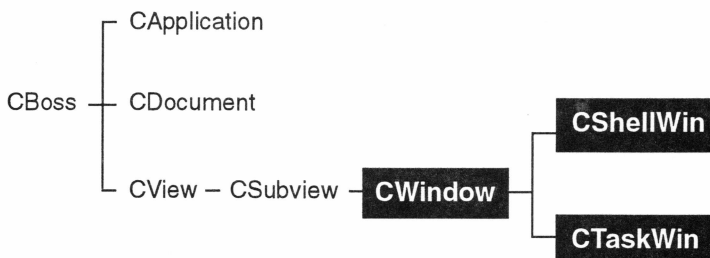 CApplication
CBoss
CDocument
CShellWin
CView
CSubview
CWindow
CTaskWin